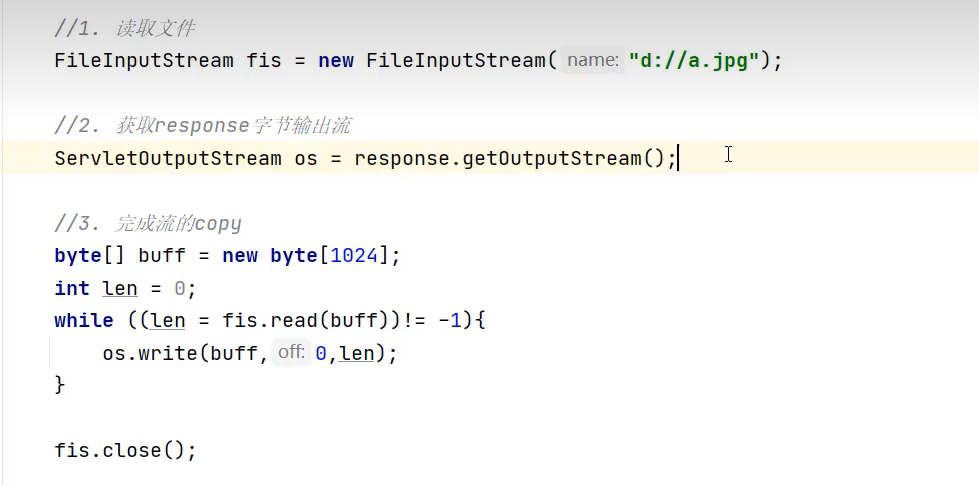 //1. 读取文件
FileInputStream fis = new FileInputStream( name: "d://a.jpg");
//2. 获取response字节输出流
ServletOutputStream os = response.getOutputStream();
//3. 完成流的copy
byte[] buff = new byte[1024];
int len = 0;
while ((len = fis.read(buff))!= -1){
os.write(buff, off: 0,len);
}
fis.close();